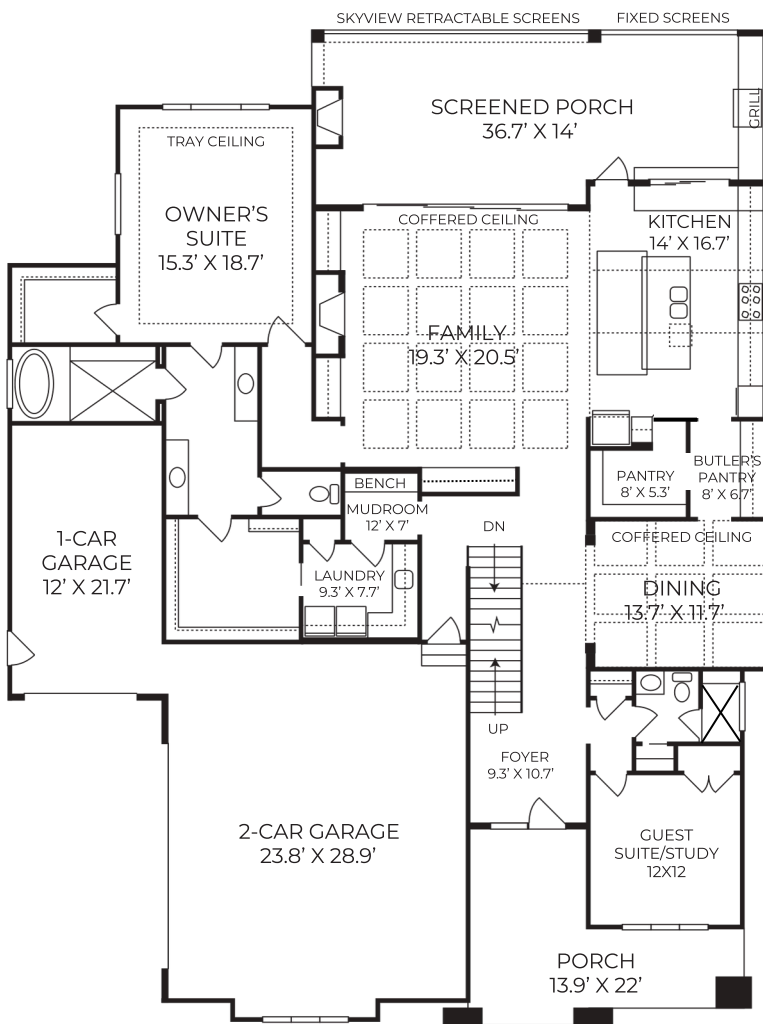 SKYVIEW RETRACTABLE SCREENS
FIXED SCREENS
SCREENED PORCH
36.7’ X 14’
GRILL
TRAY CEILING
OWNER’S
SUITE
15.3’ X 18.7’
COFFERED CEILING
KITCHEN
14’ X 16.7’
FAMILY
19.3’ X 20.5’
PANTRY
8’ X 5.3’
BUTLER’S
PANTRY
8’ X 6.7’
BENCH
MUDROOM
12’ X 7’
1-CAR
GARAGE
12’ X 21.7’
DN
COFFERED CEILING
LAUNDRY
9.3’ X 7.7’
DINING
13.7’ X 11.7’
UP
FOYER
9.3’ X 10.7’
2-CAR GARAGE
23.8’ X 28.9’
GUEST
SUITE/STUDY
12X12
PORCH
13.9’ X 22’